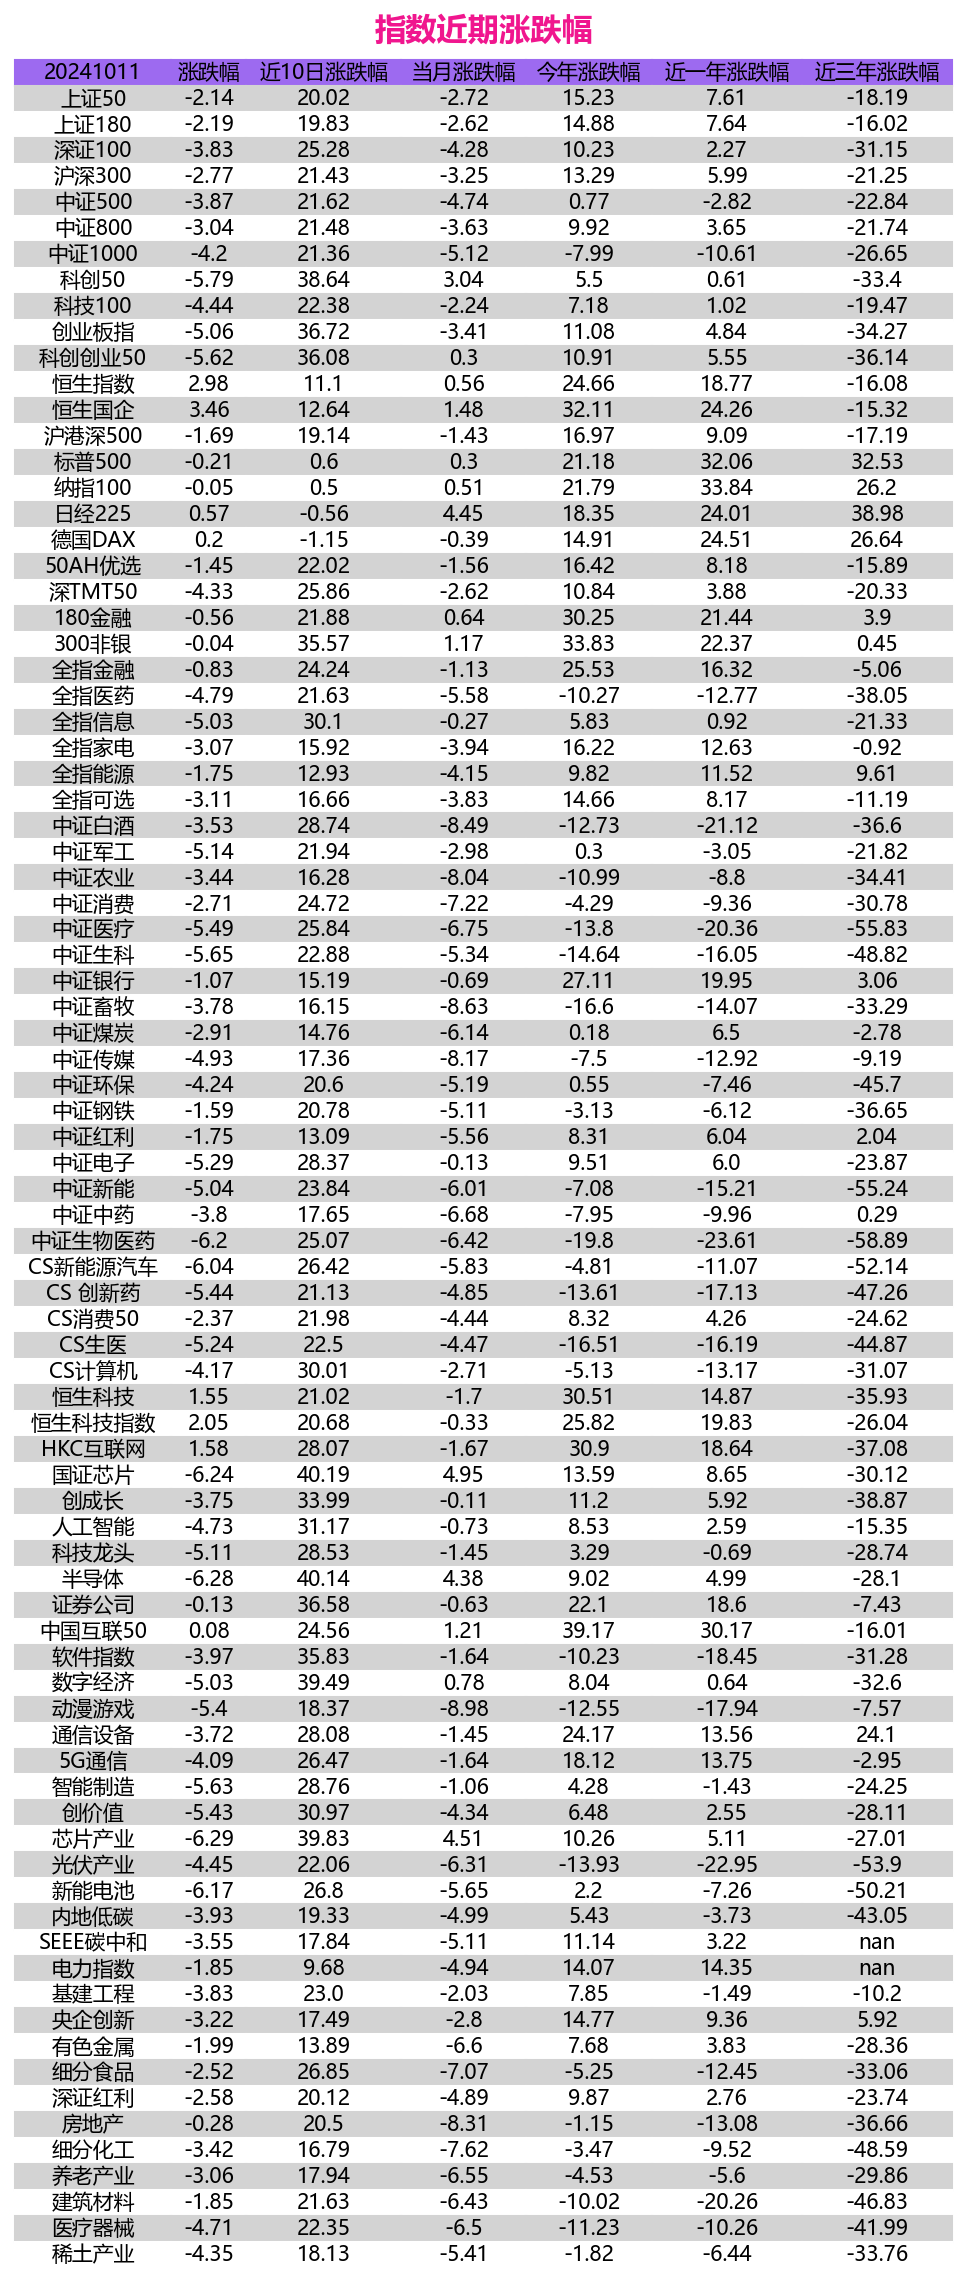 指数近期涨跌幅
20241011 涨跌幅 近10日涨跌幅 当月涨跌幅 今年涨跌幅 近一年涨跌幅 近三年涨跌幅
上证50 -2.14 20.02 -2.72 15.23 7.61 -18.19
上证180 -2.19 19.83 -2.62 14.88 7.64 -16.02
深证100 -3.83 25.28 -4.28 10.23 2.27 -31.15
沪深300 -2.77 21.43 -3.25 13.29 5.99 -21.25
中证500 -3.87 21.62 -4.74 0.77 -2.82 -22.84
中证800 -3.04 21.48 -3.63 9.92 3.65 -21.74
中证1000 -4.2 21.36 -5.12 -7.99 -10.61 -26.65
科创50 -5.79 38.64 3.04 5.5 0.61 -33.4
科技100 -4.44 22.38 -2.24 7.18 1.02 -19.47
创业板指 -5.06 36.72 -3.41 11.08 4.84 -34.27
科创创业50 -5.62 36.08 0.3 10.91 5.55 -36.14
恒生指数 2.98 11.1 0.56 24.66 18.77 -16.08
恒生国企 3.46 12.64 1.48 32.11 24.26 -15.32
沪港深500 -1.69 19.14 -1.43 16.97 9.09 -17.19
标普500 -0.21 0.6 0.3 21.18 32.06 32.53
纳指100 -0.05 0.5 0.51 21.79 33.84 26.2
日经225 0.57 -0.56 4.45 18.35 24.01 38.98
德国DAX 0.2 -1.15 -0.39 14.91 24.51 26.64
50AH优选 -1.45 22.02 -1.56 16.42 8.18 -15.89
深TMT50 -4.33 25.86 -2.62 10.84 3.88 -20.33
180金融 -0.56 21.88 0.64 30.25 21.44 3.9
300非银 -0.04 35.57 1.17 33.83 22.37 0.45
全指金融 -0.83 24.24 -1.13 25.53 16.32 -5.06
全指医药 -4.79 21.63 -5.58 -10.27 -12.77 -38.05
全指信息 -5.03 30.1 -0.27 5.83 0.92 -21.33
全指家电 -3.07 15.92 -3.94 16.22 12.63 -0.92
全指能源 -1.75 12.93 -4.15 9.82 11.52 9.61
全指可选 -3.11 16.66 -3.83 14.66 8.17 -11.19
中证白酒 -3.53 28.74 -8.49 -12.73 -21.12 -36.6
中证军工 -5.14 21.94 -2.98 0.3 -3.05 -21.82
中证农业 -3.44 16.28 -8.04 -10.99 -8.8 -34.41
中证消费 -2.71 24.72 -7.22 -4.29 -9.36 -30.78
中证医疗 -5.49 25.84 -6.75 -13.8 -20.36 -55.83
中证生科 -5.65 22.88 -5.34 -14.64 -16.05 -48.82
中证银行 -1.07 15.19 -0.69 27.11 19.95 3.06
中证畜牧 -3.78 16.15 -8.63 -16.6 -14.07 -33.29
中证煤炭 -2.91 14.76 -6.14 0.18 6.5 -2.78
中证传媒 -4.93 17.36 -8.17 -7.5 -12.92 -9.19
中证环保 -4.24 20.6 -5.19 0.55 -7.46 -45.7
中证钢铁 -1.59 20.78 -5.11 -3.13 -6.12 -36.65
中证红利 -1.75 13.09 -5.56 8.31 6.04 2.04
中证电子 -5.29 28.37 -0.13 9.51 6.0 -23.87
中证新能 -5.04 23.84 -6.01 -7.08 -15.21 -55.24
中证中药 -3.8 17.65 -6.68 -7.95 -9.96 0.29
中证生物医药 -6.2 25.07 -6.42 -19.8 -23.61 -58.89
CS新能源汽车 -6.04 26.42 -5.83 -4.81 -11.07 -52.14
CS 创新药 -5.44 21.13 -4.85 -13.61 -17.13 -47.26
CS消费50 -2.37 21.98 -4.44 8.32 4.26 -24.62
CS生医 -5.24 22.5 -4.47 -16.51 -16.19 -44.87
CS计算机 -4.17 30.01 -2.71 -5.13 -13.17 -31.07
恒生科技 1.55 21.02 -1.7 30.51 14.87 -35.93
恒生科技指数 2.05 20.68 -0.33 25.82 19.83 -26.04
HKC互联网 1.58 28.07 -1.67 30.9 18.64 -37.08
国证芯片 -6.24 40.19 4.95 13.59 8.65 -30.12
创成长 -3.75 33.99 -0.11 11.2 5.92 -38.87
人工智能 -4.73 31.17 -0.73 8.53 2.59 -15.35
科技龙头 -5.11 28.53 -1.45 3.29 -0.69 -28.74
半导体 -6.28 40.14 4.38 9.02 4.99 -28.1
证券公司 -0.13 36.58 -0.63 22.1 18.6 -7.43
中国互联50 0.08 24.56 1.21 39.17 30.17 -16.01
软件指数 -3.97 35.83 -1.64 -10.23 -18.45 -31.28
数字经济 -5.03 39.49 0.78 8.04 0.64 -32.6
动漫游戏 -5.4 18.37 -8.98 -12.55 -17.94 -7.57
通信设备 -3.72 28.08 -1.45 24.17 13.56 24.1
5G通信 -4.09 26.47 -1.64 18.12 13.75 -2.95
智能制造 -5.63 28.76 -1.06 4.28 -1.43 -24.25
创价值 -5.43 30.97 -4.34 6.48 2.55 -28.11
芯片产业 -6.29 39.83 4.51 10.26 5.11 -27.01
光伏产业 -4.45 22.06 -6.31 -13.93 -22.95 -53.9
新能电池 -6.17 26.8 -5.65 2.2 -7.26 -50.21
内地低碳 -3.93 19.33 -4.99 5.43 -3.73 -43.05
SEEE碳中和 -3.55 17.84 -5.11 11.14 3.22 nan
电力指数 -1.85 9.68 -4.94 14.07 14.35 nan
基建工程 -3.83 23.0 -2.03 7.85 -1.49 -10.2
央企创新 -3.22 17.49 -2.8 14.77 9.36 5.92
有色金属 -1.99 13.89 -6.6 7.68 3.83 -28.36
细分食品 -2.52 26.85 -7.07 -5.25 -12.45 -33.06
深证红利 -2.58 20.12 -4.89 9.87 2.76 -23.74
房地产 -0.28 20.5 -8.31 -1.15 -13.08 -36.66
细分化工 -3.42 16.79 -7.62 -3.47 -9.52 -48.59
养老产业 -3.06 17.94 -6.55 -4.53 -5.6 -29.86
建筑材料 -1.85 21.63 -6.43 -10.02 -20.26 -46.83
医疗器械 -4.71 22.35 -6.5 -11.23 -10.26 -41.99
稀土产业 -4.35 18.13 -5.41 -1.82 -6.44 -33.76